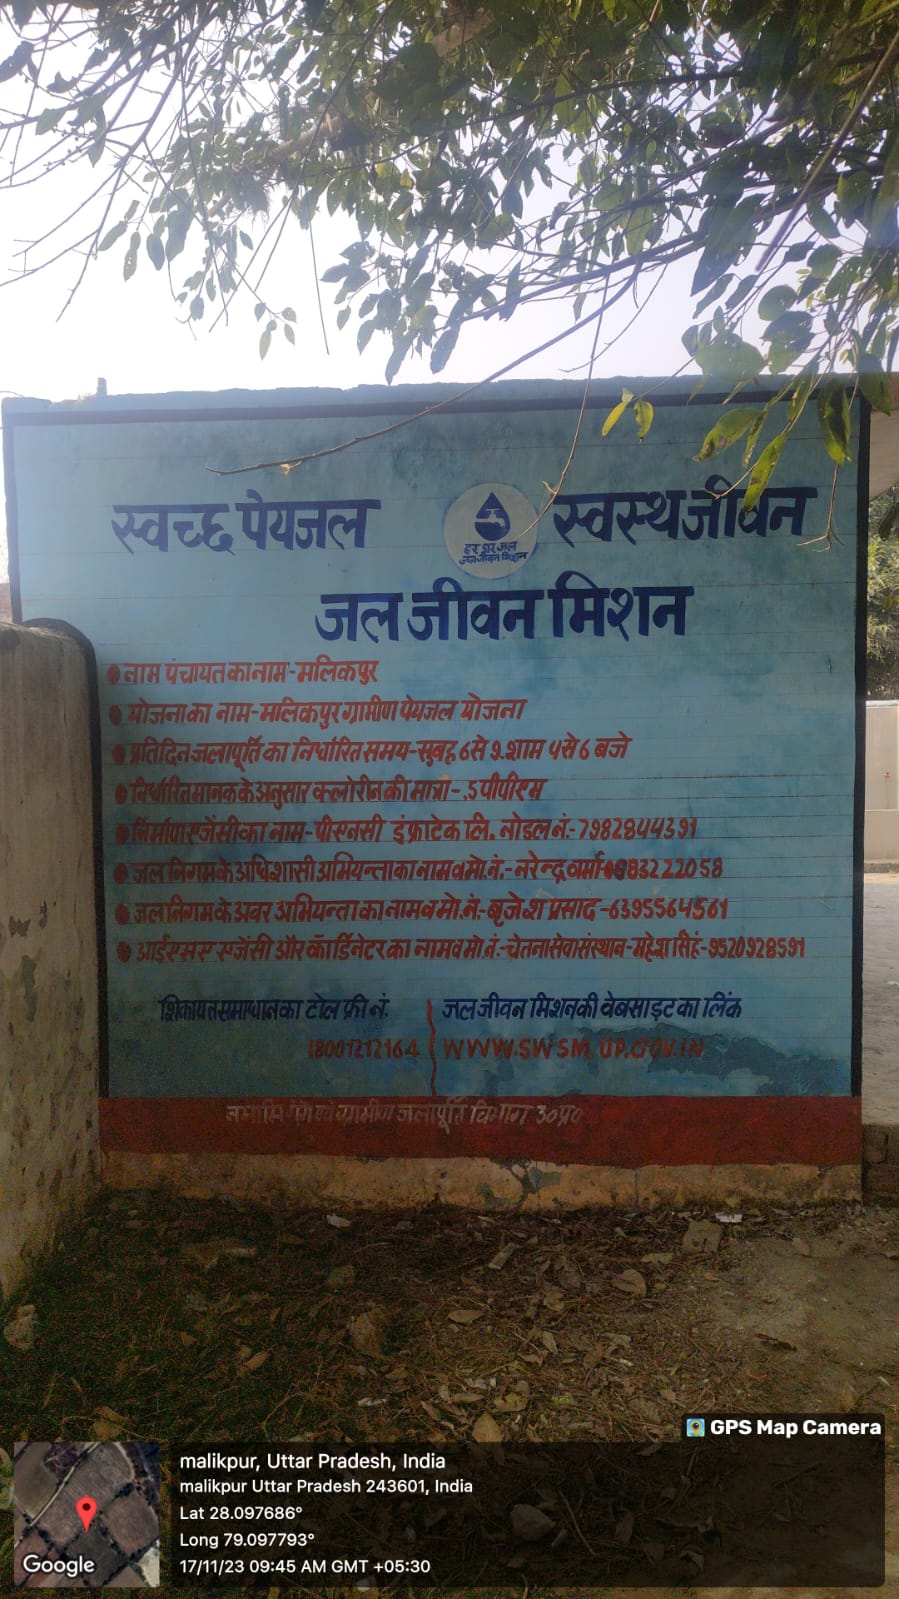 स्वच्छ पेयजल
हर घर जल
जल जीवन मिशन
स्वस्थ जीवन
जल जीवन मिशन
नाम पंचायत का नाम-मलिकपुर
योजना का नाम-मलिकपुर ग्रामीण पेयजल योजना
प्रतिदिन जलापूर्ति का निर्धारित समय-सुबह 6 से 9. शाम 4 से 6 बजे
निर्धारित मानक के अनुसार क्लोरीन की मात्रा-.5 पीपीएम
निर्माण एजेंसी का नाम-पीएनसी इंफ्राटेक लि. नोडल नं.-7982844391
जल निगम के अधिशासी अभियन्ता का नाम व मो.नं.-नरेन्द्र वर्मा
जल निगम के अवर अभियन्ता का नाम व मो.नं.-बृजेश प्रसाद-6395564561
आईएसए एजेंसी और कॉर्डिनेटर का नाम व मो.नं.-चेतना सेवा संस्थान-महेश सिंह-9520928591
शिकायत समाधान का टोल फ्री नं.
18001212164
जल जीवन मिशन की वेबसाइट का लिंक
WWW.SWSM.UP.GOV.IN
नमामि गंगे एवं ग्रामीण जलापूर्ति विभाग उ०प्र०
GPS Map Camera
malikpur, Uttar Pradesh, India
malikpur Uttar Pradesh 243601, India
Lat 28.097686°
Long 79.097793°
17/11/23 09:45 AM GMT +05:30
Google